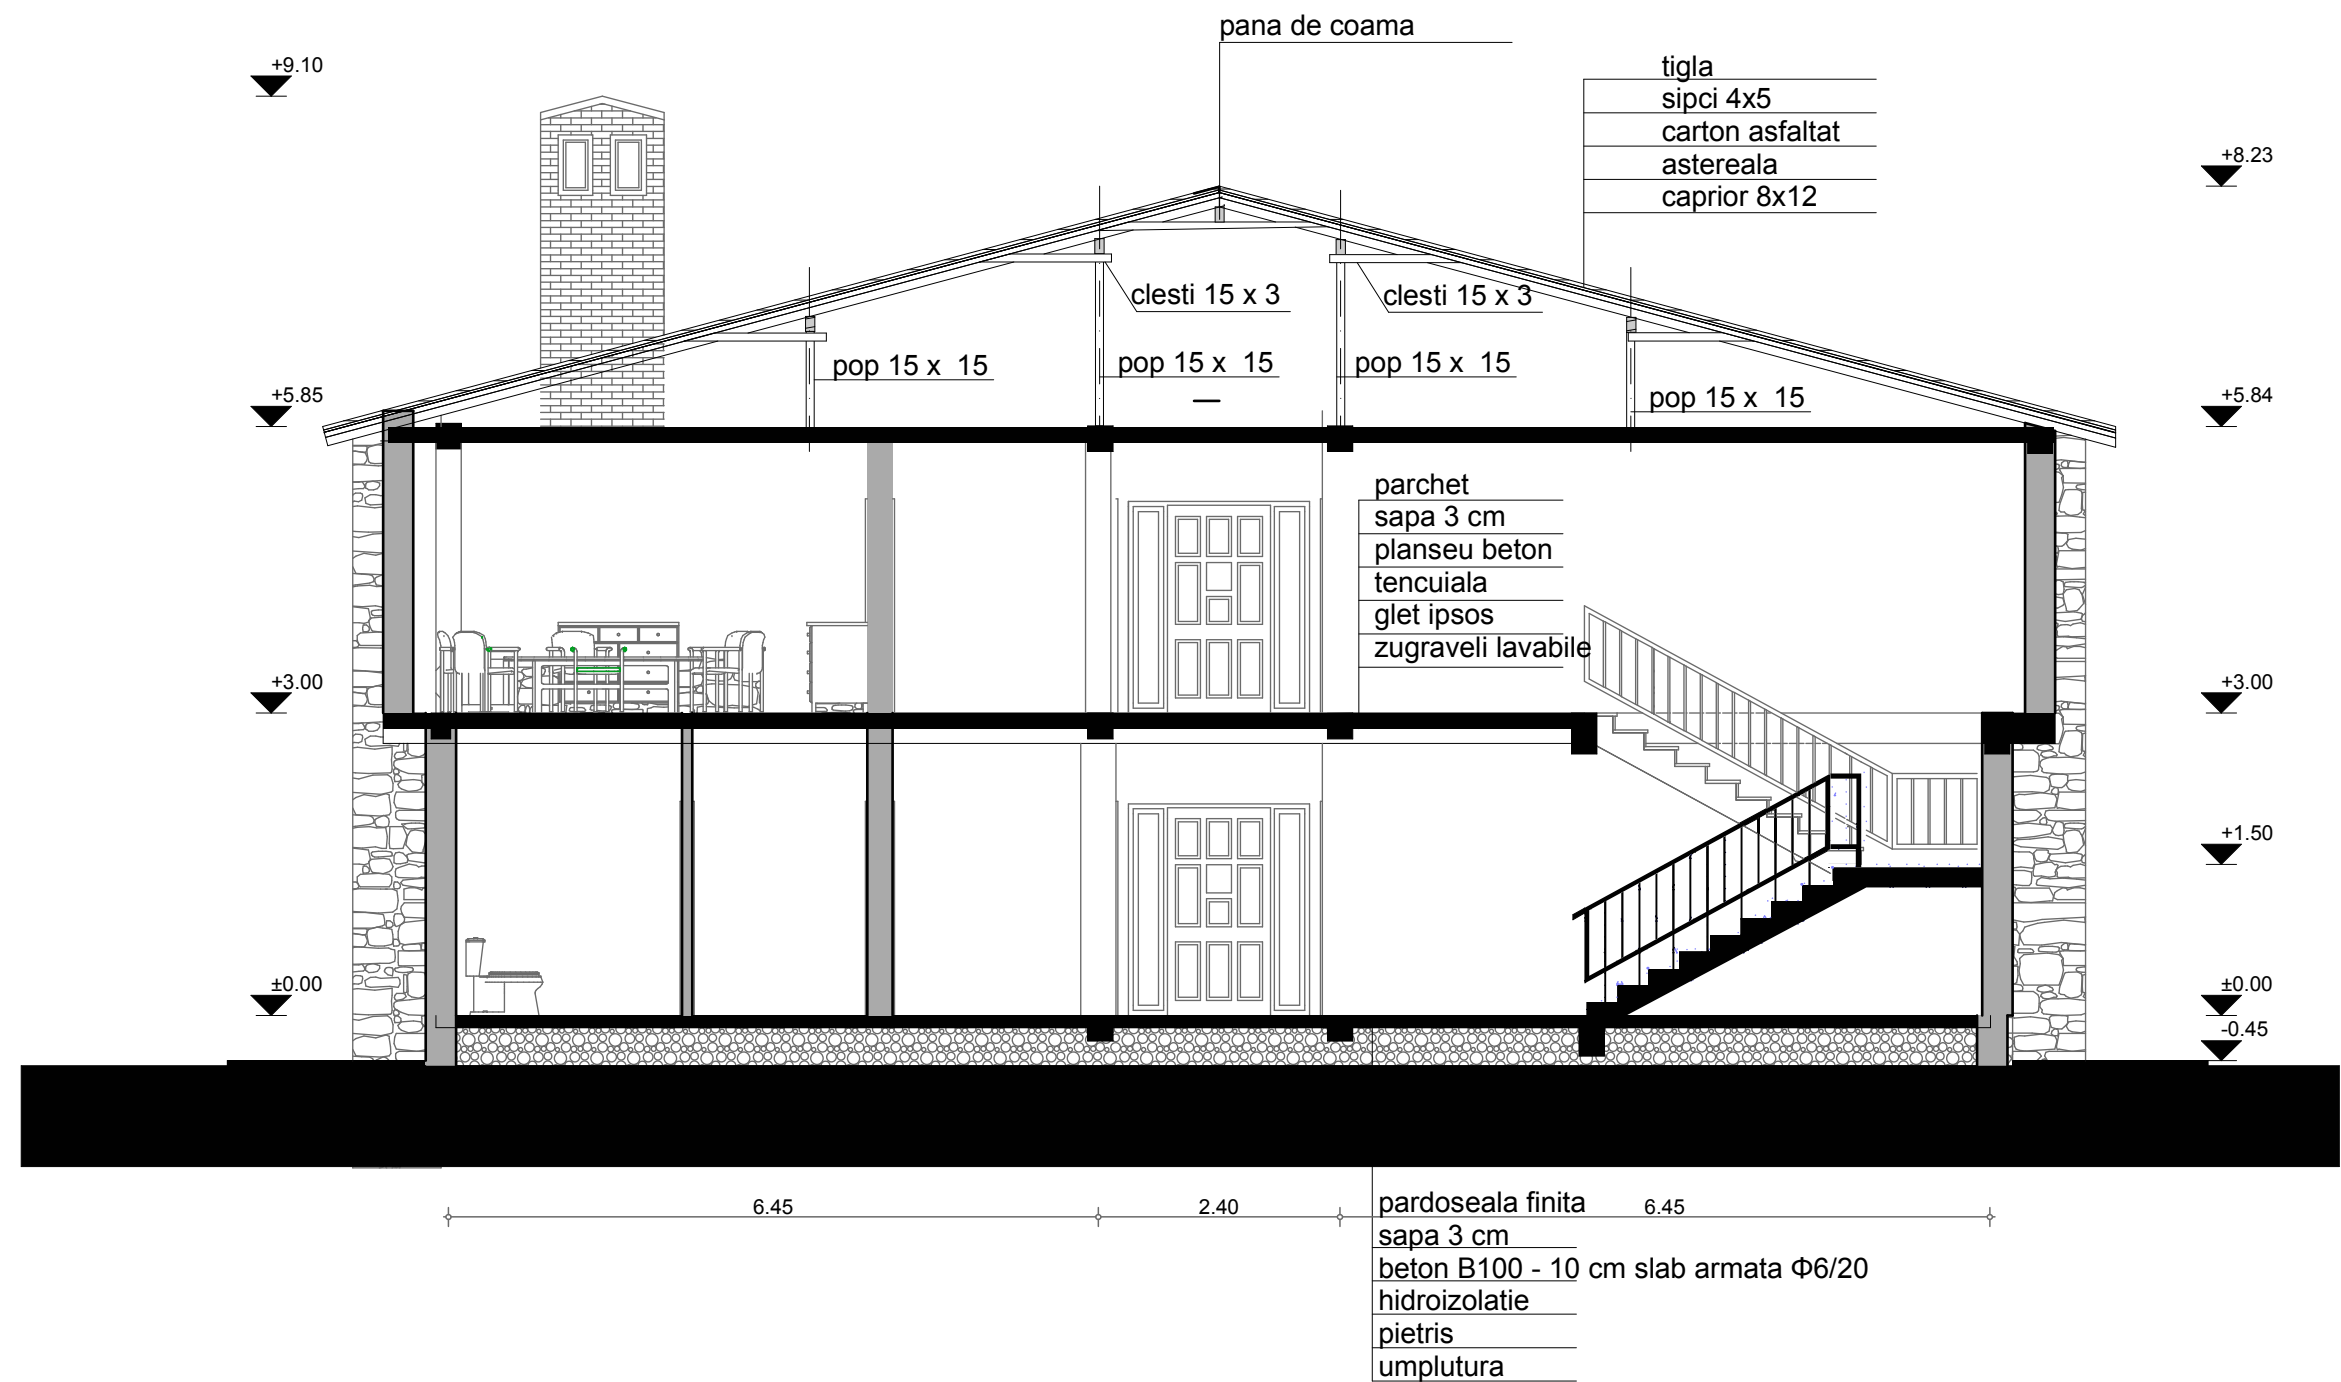 pana de coama
+9.10
tigla
sipci 4x5
carton asfaltat
astereala
caprior 8x12
+8.23
clesti 15 x 3
clesti 15 x 3
pop 15 x  15
pop 15 x  15
pop 15 x  15
pop 15 x  15
+5.85
+5.84
parchet
sapa 3 cm
planseu beton
tencuiala
glet ipsos
zugraveli lavabile
+3.00
+3.00
+1.50
±0.00
±0.00
-0.45
6.45
2.40
6.45
pardoseala finita
sapa 3 cm
beton B100 - 10 cm slab armata Φ6/20
hidroizolatie
pietris
umplutura